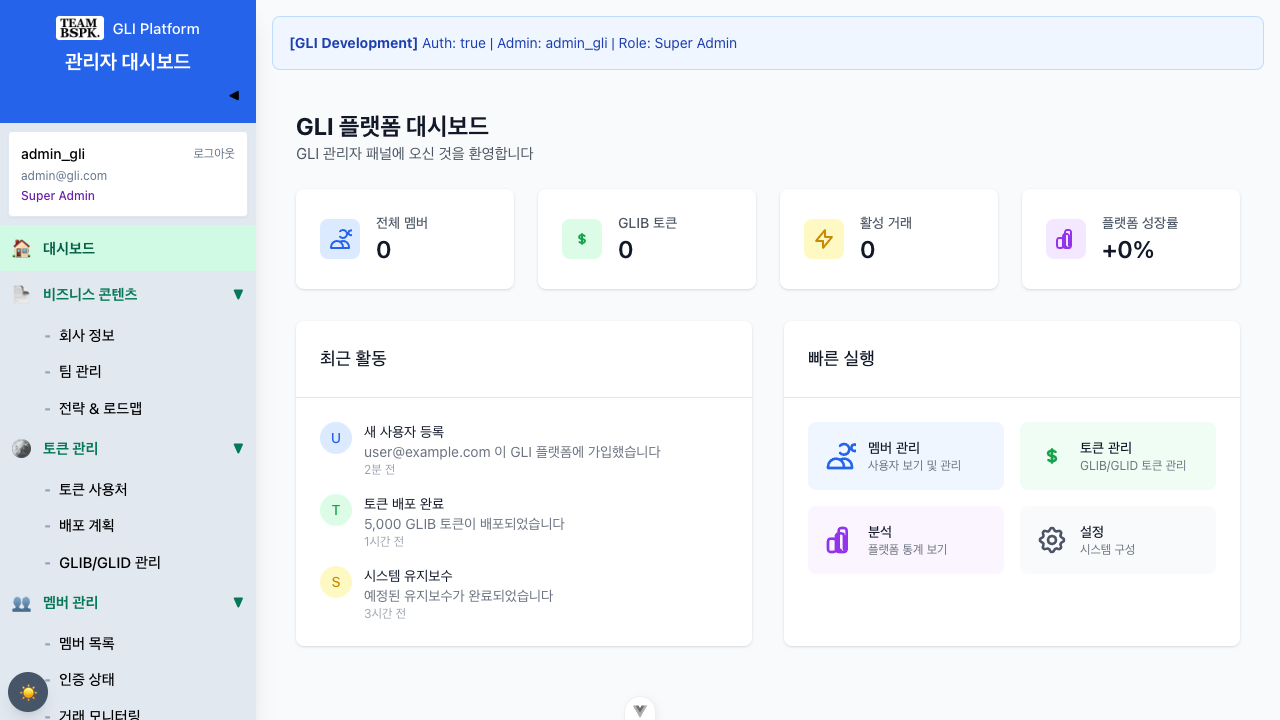 TEAM
BSPK.
GLI Platform
관리자 대시보드
◀
admin_gli
로그아웃
admin@gli.com
Super Admin
대시보드
비즈니스 콘텐츠 ▼
- 회사 정보
- 팀 관리
- 전략 & 로드맵
토큰 관리 ▼
- 토큰 사용처
- 배포 계획
- GLIB/GLID 관리
멤버 관리 ▼
- 멤버 목록
- 인증 상태
- 거래 모니터링
[GLI Development] Auth: true | Admin: admin_gli | Role: Super Admin
GLI 플랫폼 대시보드
GLI 관리자 패널에 오신 것을 환영합니다
전체 멤버
0
$
GLIB 토큰
0
활성 거래
0
플랫폼 성장률
+0%
최근 활동
U
새 사용자 등록
user@example.com 이 GLI 플랫폼에 가입했습니다
2분 전
T
토큰 배포 완료
5,000 GLIB 토큰이 배포되었습니다
1시간 전
S
시스템 유지보수
예정된 유지보수가 완료되었습니다
3시간 전
빠른 실행
멤버 관리
사용자 보기 및 관리
$
토큰 관리
GLIB/GLID 토큰 관리
분석
플랫폼 통계 보기
설정
시스템 구성